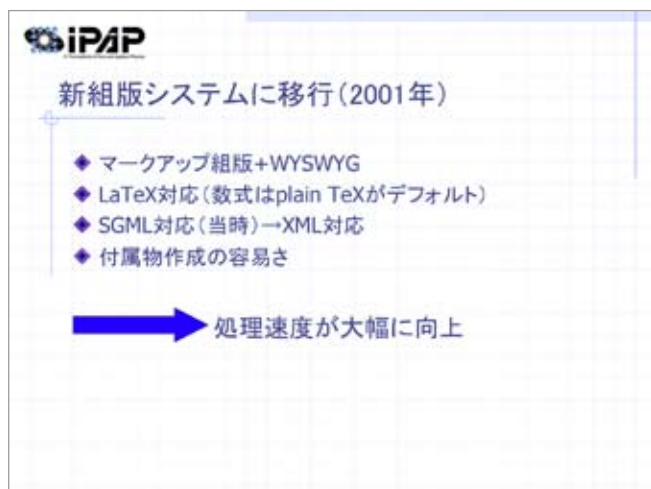 iPAP
新組版システムに移行(2001年)
マークアップ組版+WYSWYG
LaTeX対応(数式はplain TeXがデフォルト)
SGML対応(当時)→XML対応
付属物作成の容易さ
処理速度が大幅に向上